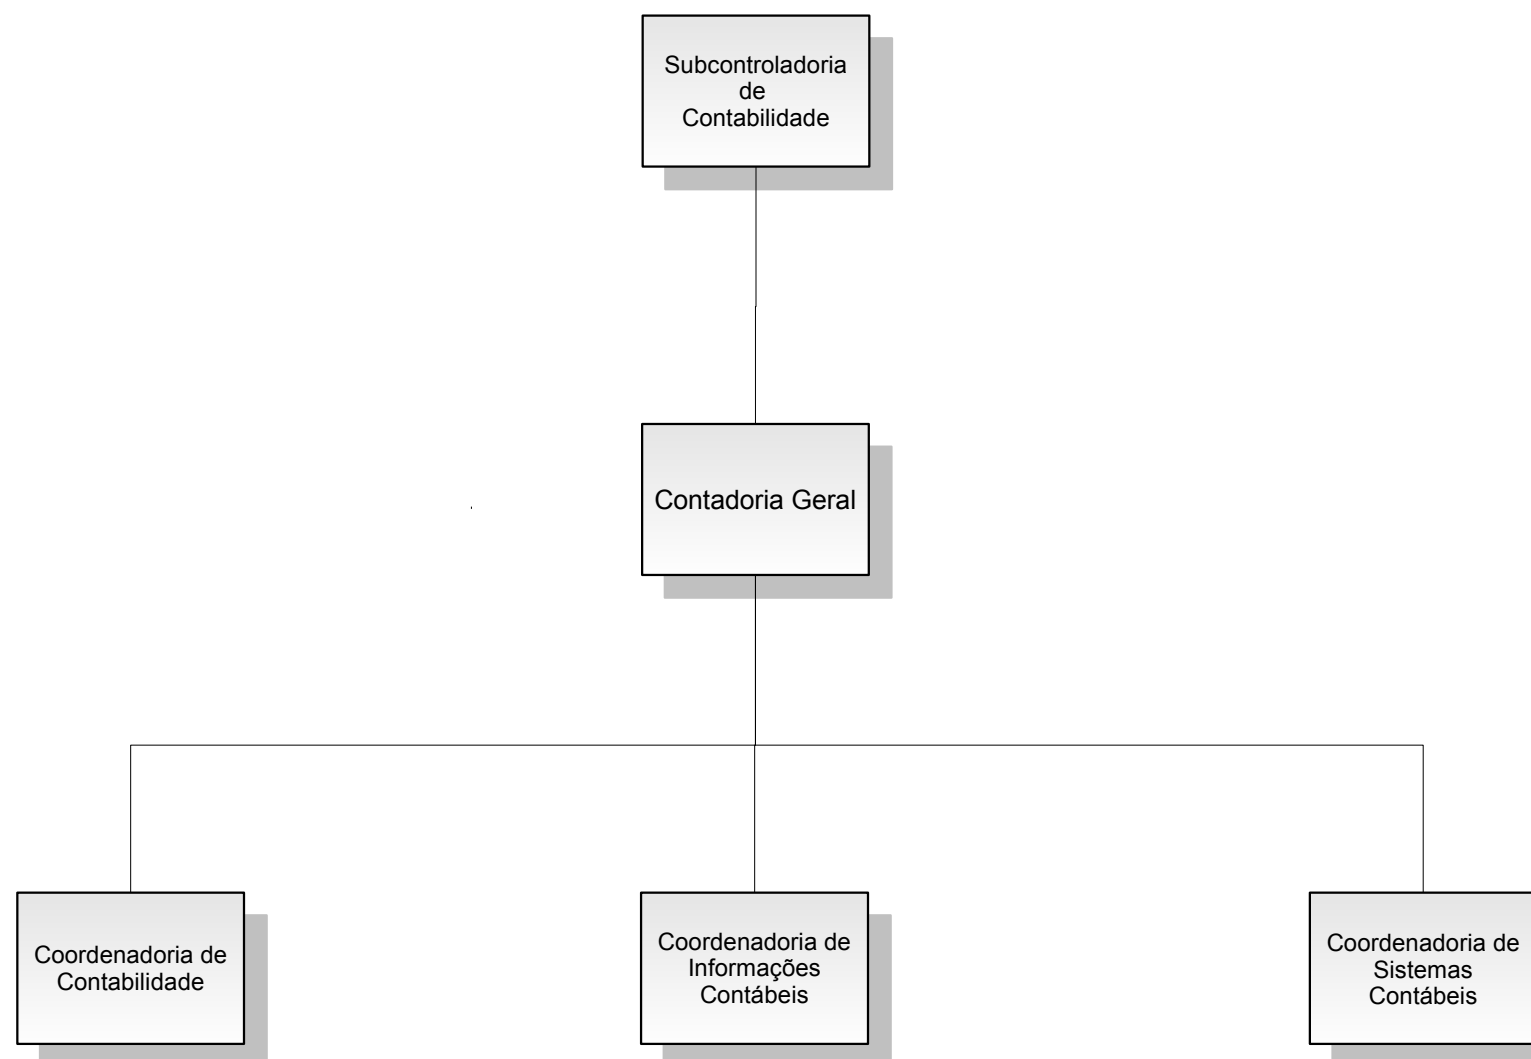 Subcontroladoria
de
Contabilidade
Contadoria Geral
Coordenadoria de
Contabilidade
Coordenadoria de
Informações
Contábeis
Coordenadoria de
Sistemas
Contábeis